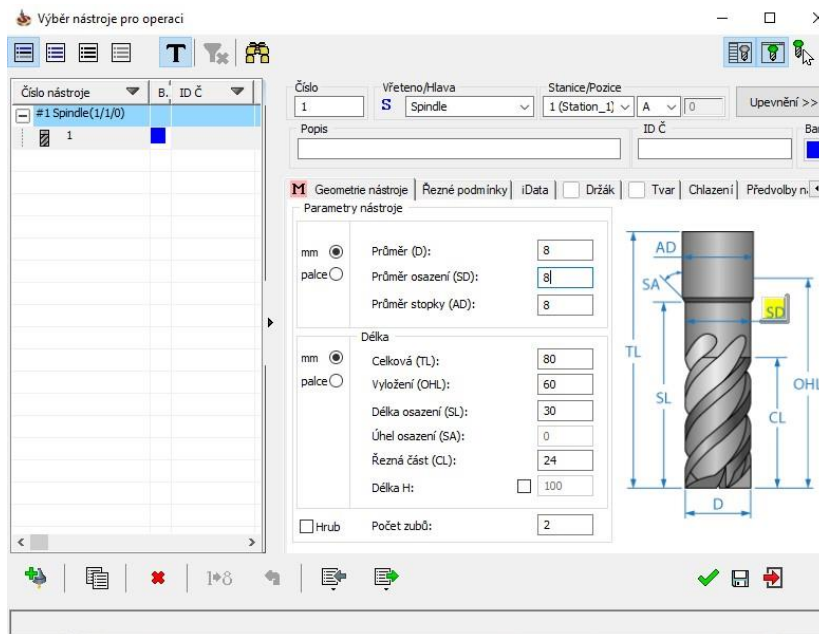 Výběr nástroje pro operaci
T
Číslo nástroje B. ID Č
#1 Spindle(1/1/0)
1
Číslo Vřeteno/Hlava Stanice/Pozice
1 S Spindle 1 (Station_1) A 0 Upevnění >>
Popis ID Č Bar
M Geometrie nástroje Řezné podmínky iData Držák Tvar Chlazení Předvolby n
Parametry nástroje
mm Průměr (D): 8
palce Průměr osazení (SD): 8
Průměr stopky (AD): 8
Délka
mm Celková (TL): 80
palce Vyložení (OHL): 60
Délka osazení (SL): 30
Úhel osazení (SA): 0
Řezná část (CL): 24
Délka H: 100
Hrub Počet zubů: 2
AD
SA
SD
TL
OHL
SL
CL
D
1 8